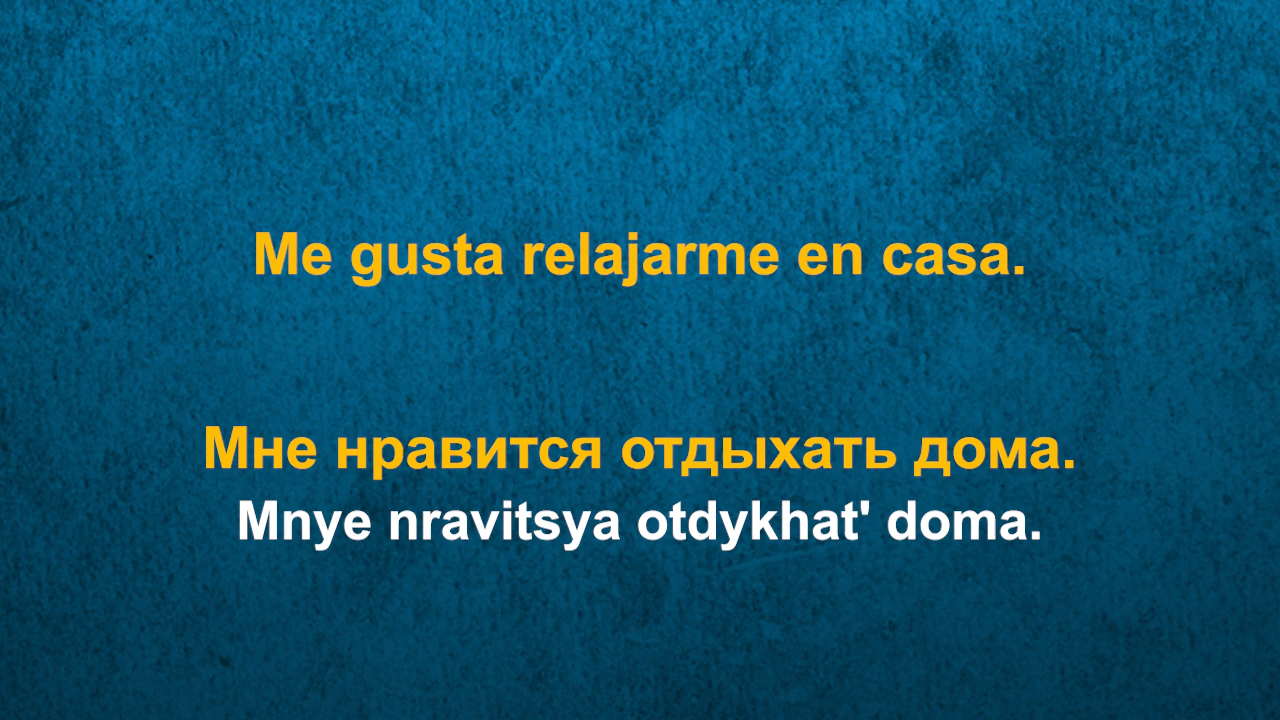 Me gusta relajarme en casa.
Мне нравится отдыхать дома.
Mnye nravitsya otdykhat' doma.